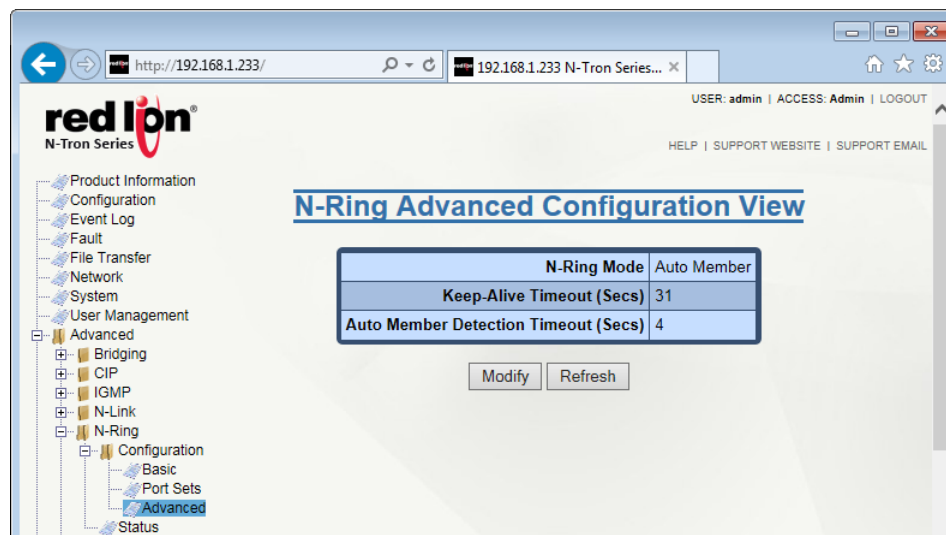 http://192.168.1.233/
192.168.1.233 N-Tron Series...
USER: admin | ACCESS: Admin | LOGOUT
red lion®
N-Tron Series
HELP | SUPPORT WEBSITE | SUPPORT EMAIL
Product Information
Configuration
Event Log
Fault
File Transfer
Network
System
User Management
Advanced
Bridging
CIP
IGMP
N-Link
N-Ring
Configuration
Basic
Port Sets
Advanced
Status
N-Ring Advanced Configuration View
N-Ring Mode Auto Member
Keep-Alive Timeout (Secs) 31
Auto Member Detection Timeout (Secs) 4
Modify Refresh